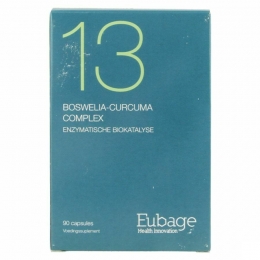 13
BOSWELIA-CURCUMA
COMPLEX
ENZYMATISCHE BIOKATALYSE
90 capsules
Voedingssupplement
Eubage
Health Innovation